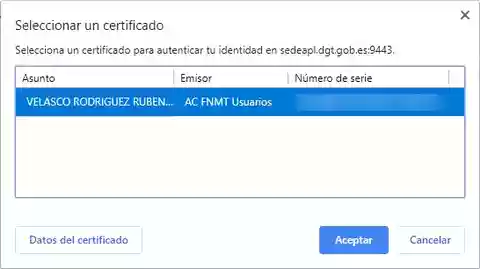 Seleccionar un certificado
Selecciona un certificado para autenticar tu identidad en sedeapl.dgt.gob.es:9443.
Asunto Emisor Número de serie
VELASCO RODRIGUEZ RUBEN... AC FNMT Usuarios
Datos del certificado Aceptar Cancelar